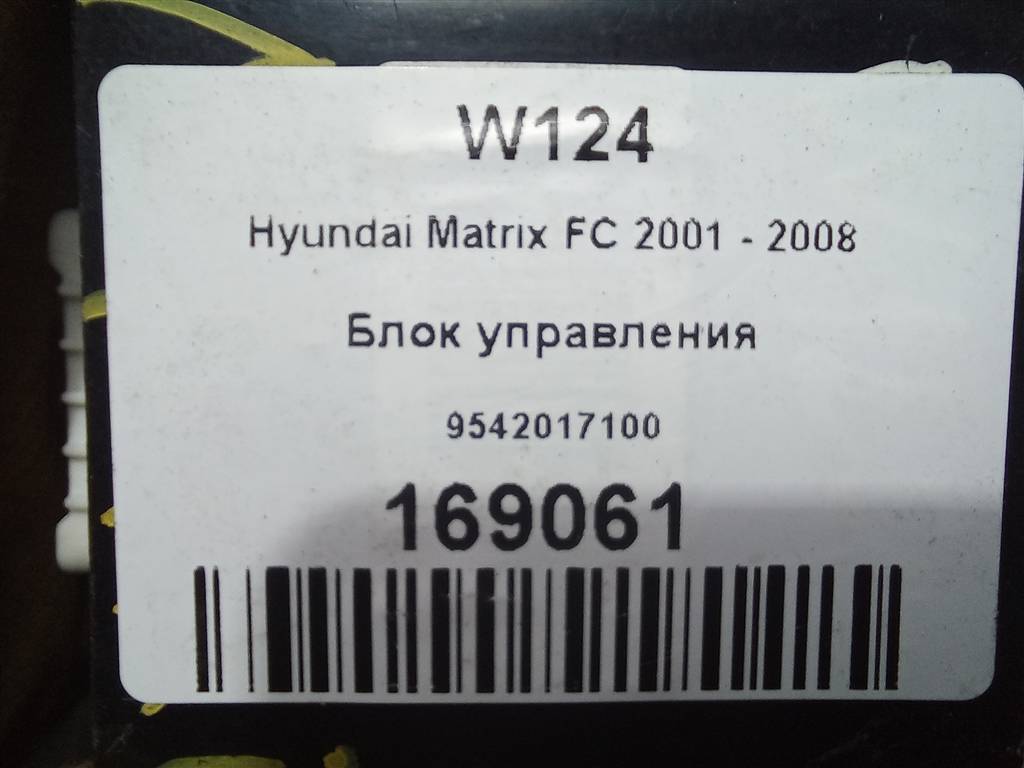 W124
Hyundai Matrix FC 2001 - 2008
Блок управления
9542017100
169061